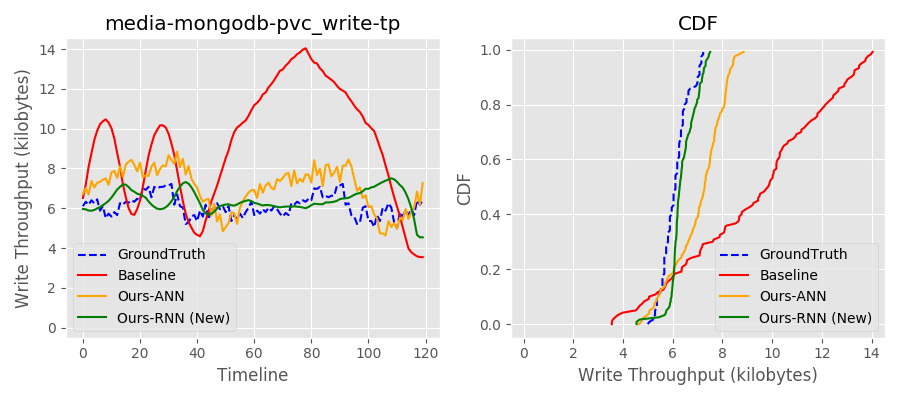 media-mongodb-pvc_write-tp
Write Throughput (kilobytes)
14
12
10
8
6
4
2
0
GroundTruth
Baseline
Ours-ANN
Ours-RNN (New)
0 20 40 60 80 100 120
Timeline
CDF
CDF
1.0
0.8
0.6
0.4
0.2
0.0
GroundTruth
Baseline
Ours-ANN
Ours-RNN (New)
0 2 4 6 8 10 12 14
Write Throughput (kilobytes)